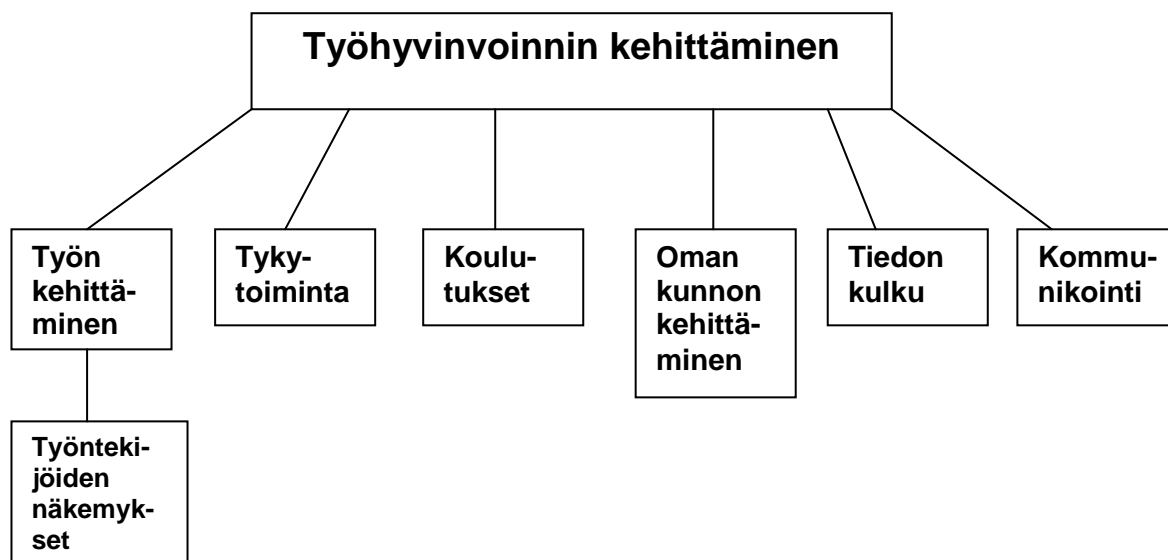 Työhyvinvoinnin kehittäminen
Työn
kehittä-
minen
Tyky-
toiminta
Koulu-
tukset
Oman
kunnon
kehittä-
minen
Tiedon
kulku
Kommu-
nikointi
Työnteki-
jöiden
näkemyk-
set